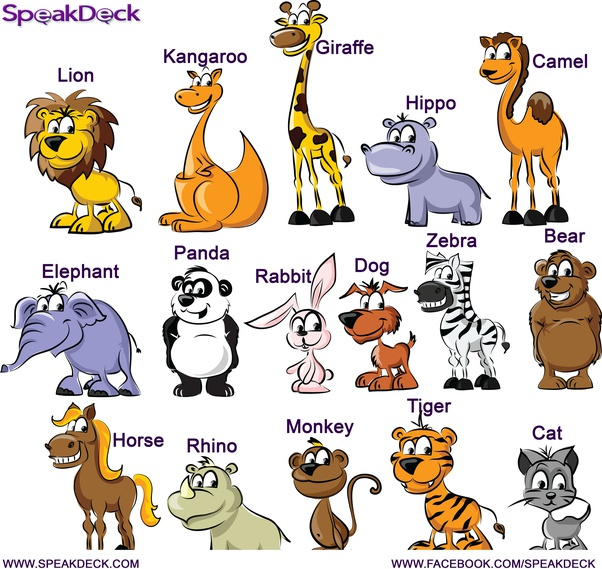 SpeakDeck
Lion
Kangaroo
Giraffe
Hippo
Camel
Elephant
Panda
Rabbit
Dog
Zebra
Bear
Horse
Rhino
Monkey
Tiger
Cat
WWW.SPEAKDECK.COM
WWW.FACEBOOK.COM/SPEAKDECK